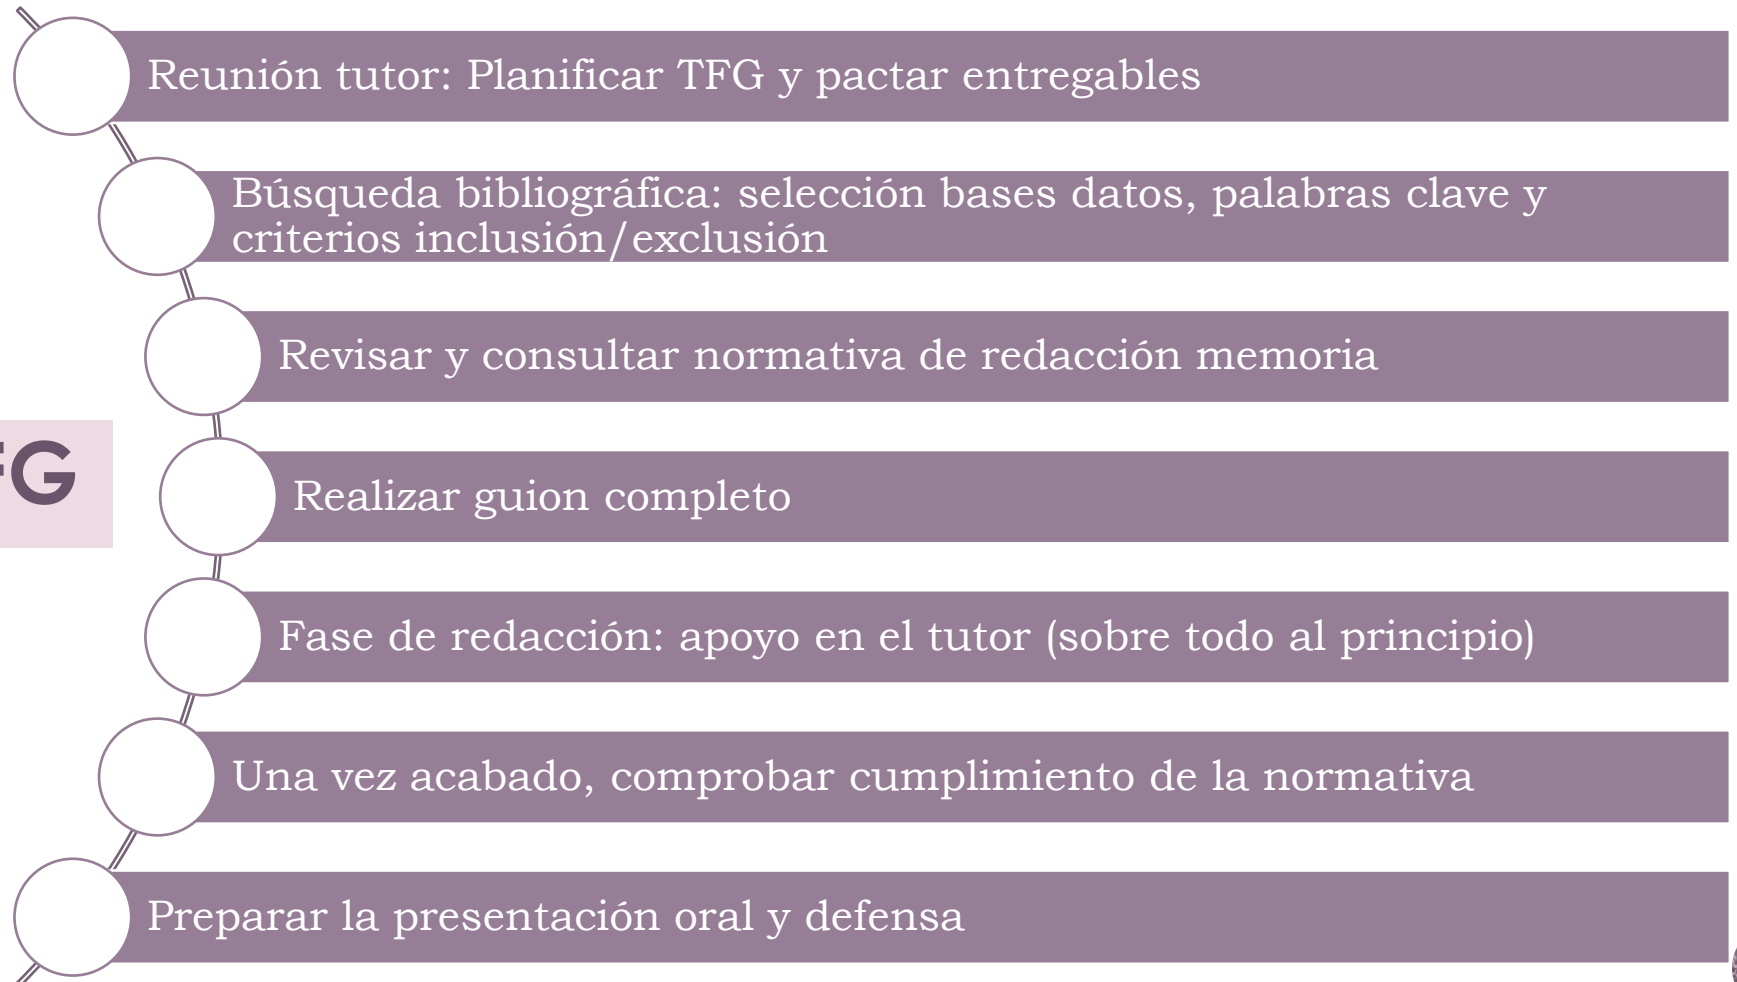 Reunión tutor: Planificar TFG y pactar entregables
Búsqueda bibliográfica: selección bases datos, palabras clave y
criterios inclusión/exclusión
Revisar y consultar normativa de redacción memoria
FG
Realizar guion completo
Fase de redacción: apoyo en el tutor (sobre todo al principio)
Una vez acabado, comprobar cumplimiento de la normativa
Preparar la presentación oral y defensa